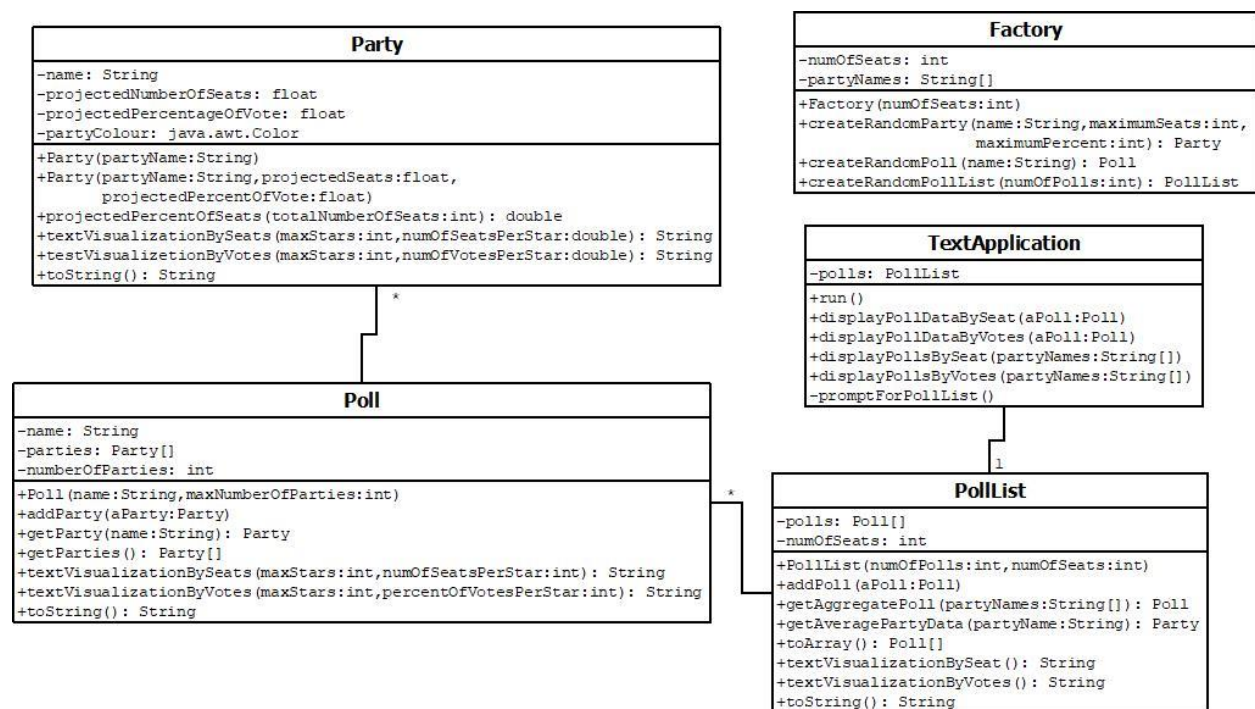 Party
-name: String
-projectedNumberOfSeats: float
-projectedPercentageOfVote: float
-partyColour: java.awt.Color
+Party(partyName:String)
+Party(partyName:String,projectedSeats:float,
projectedPercentOfVote:float)
+projectedPercentOfSeats(totalNumberOfSeats:int): double
+textVisualizationBySeats(maxStars:int,numOfSeatsPerStar:double): String
+testVisualizetionByVotes(maxStars:int,numOfVotesPerStar:double): String
+toString(): String
*
Factory
-numOfSeats: int
-partyNames: String[]
+Factory(numOfSeats:int)
+createRandomParty(name:String,maximumSeats:int,
maximumPercent:int): Party
+createRandomPoll(name:String): Poll
+createRandomPollList(numOfPolls:int): PollList
TextApplication
-polls: PollList
+run()
+displayPollDataBySeat(aPoll:Poll)
+displayPollDataByVotes(aPoll:Poll)
+displayPollsBySeat(partyNames:String[])
+displayPollsByVotes(partyNames:String[])
-promptForPollList()
1
Poll
-name: String
-parties: Party[]
-numberOfParties: int
+Poll(name:String,maxNumberOfParties:int)
+addParty(aParty:Party)
+getParty(name:String): Party
+getParties(): Party[]
+textVisualizationBySeats(maxStars:int,numOfSeatsPerStar:int): String
+textVisualizationByVotes(maxStars:int,percentOfVotesPerStar:int): String
+toString(): String
*
PollList
-polls: Poll[]
-numOfSeats: int
+PollList(numOfPolls:int,numOfSeats:int)
+addPoll(aPoll:Poll)
+getAggregatePoll(partyNames:String[]): Poll
+getAveragePartyData(partyName:String): Party
+toArray(): Poll[]
+textVisualizationBySeat(): String
+textVisualizationByVotes(): String
+toString(): String